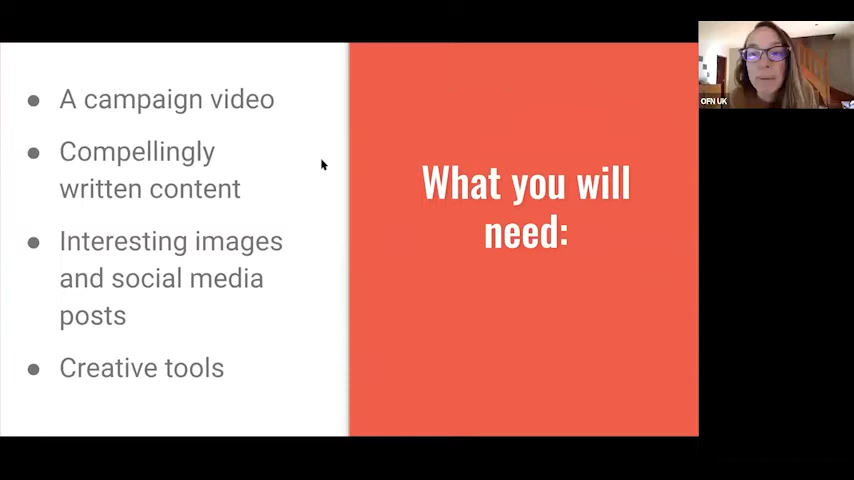 ● A campaign video
● Compellingly
written content
● Interesting images
and social media
posts
● Creative tools
What you will
need:
OFN UK